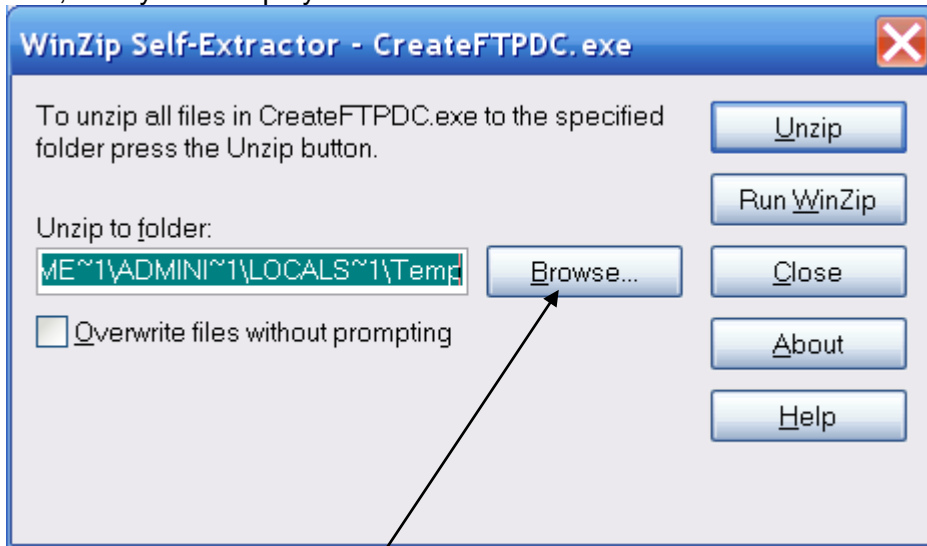 WinZip Self-Extractor - CreateFTPDC.exe
To unzip all files in CreateFTPDC.exe to the specified
folder press the Unzip button.
Unzip
Run WinZip
Unzip to folder:
ME~1\ADMINI~1\LOCALS~1\Temp
Browse...
Close
Overwrite files without prompting
About
Help